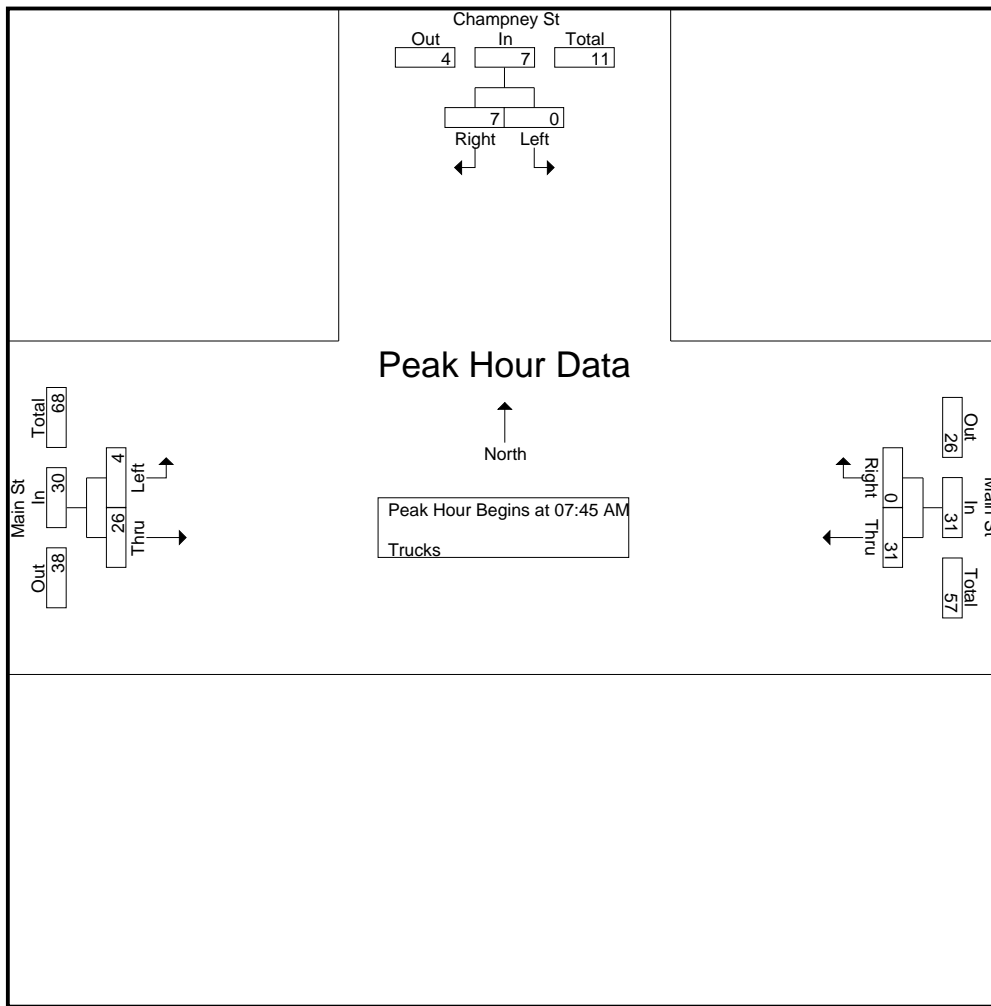 Champney St
Out In Total
4 7 11
7 0
Right Left
Peak Hour Data
North
Peak Hour Begins at 07:45 AM
Trucks
Main St
Out In Total
38 30 68
26 4
Thru Left
Main St
Out In Total
26 31 57
0 31
Right Thru